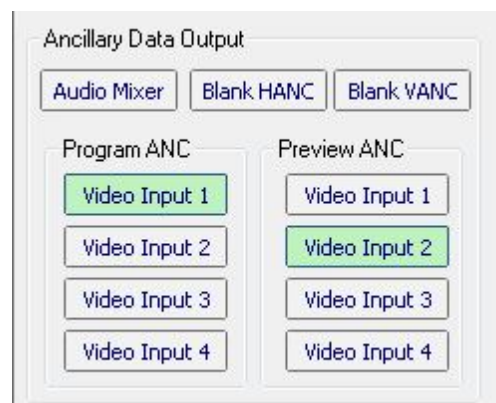 Ancillary Data Output
Audio Mixer Blank HANC Blank VANC
Program ANC Preview ANC
Video Input 1 Video Input 1
Video Input 2 Video Input 2
Video Input 3 Video Input 3
Video Input 4 Video Input 4